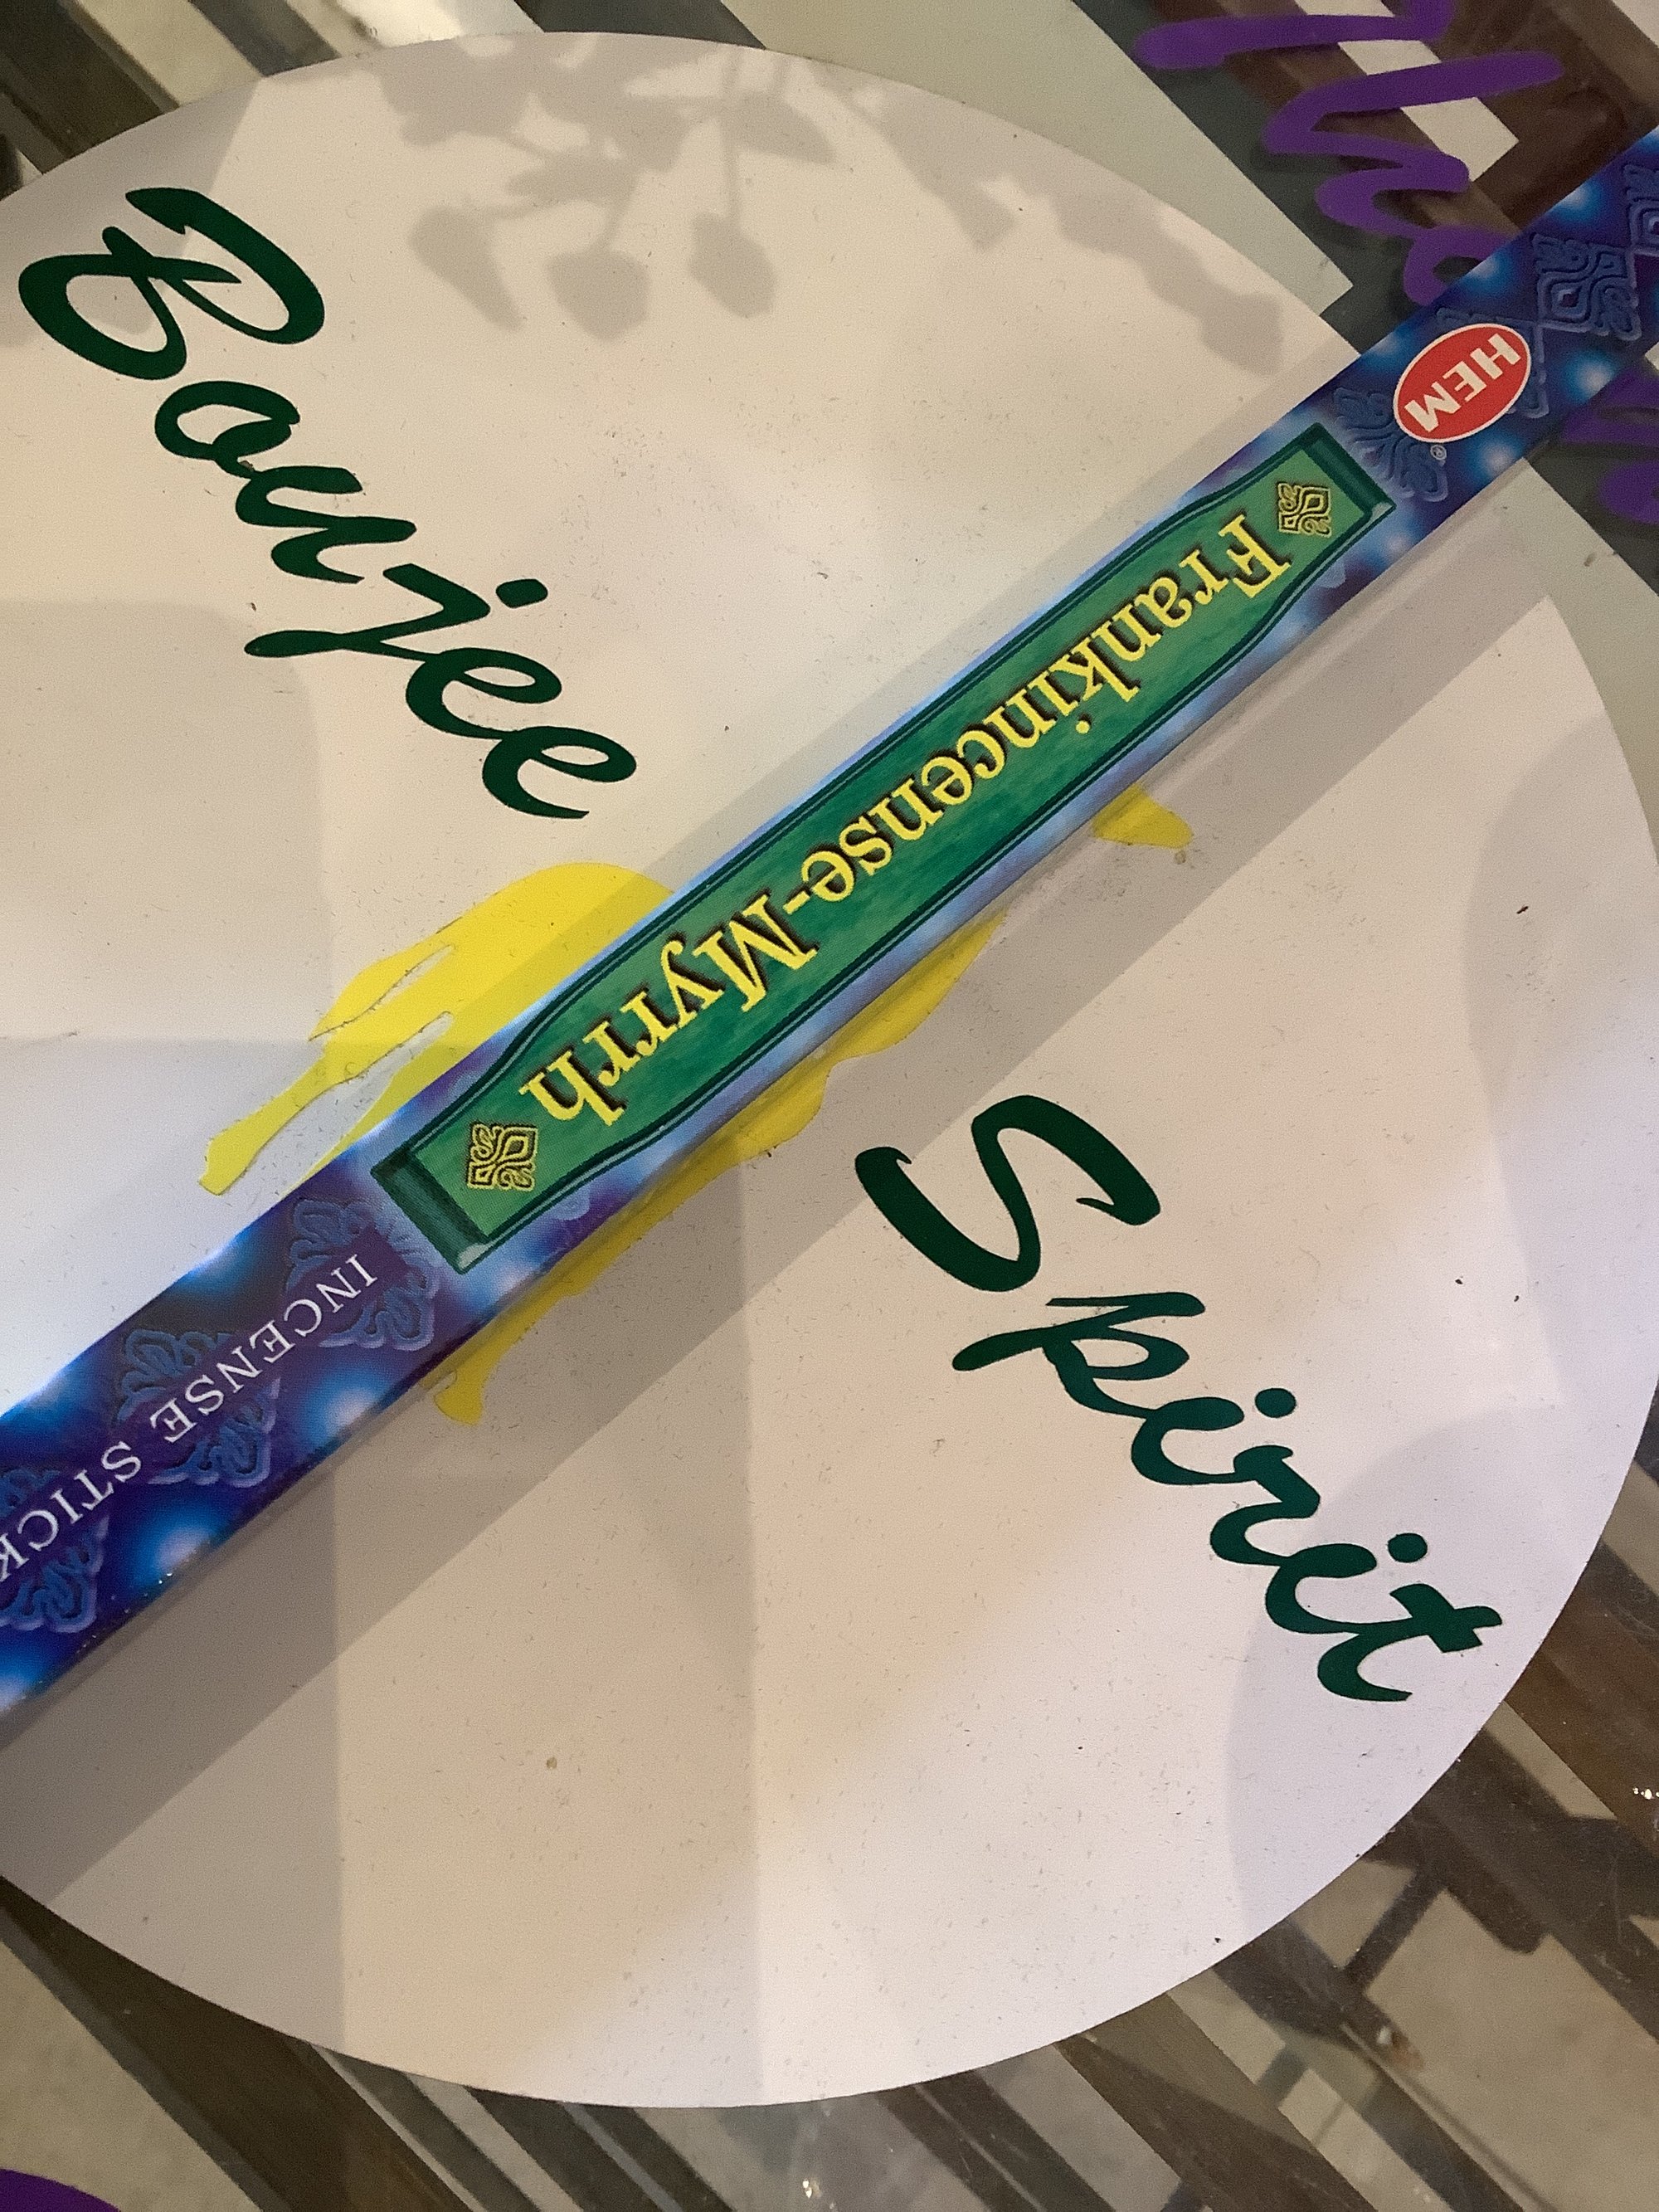 Boujee
Spirit
HEM
®
Frankincense-Myrrh
INCENSE STICK